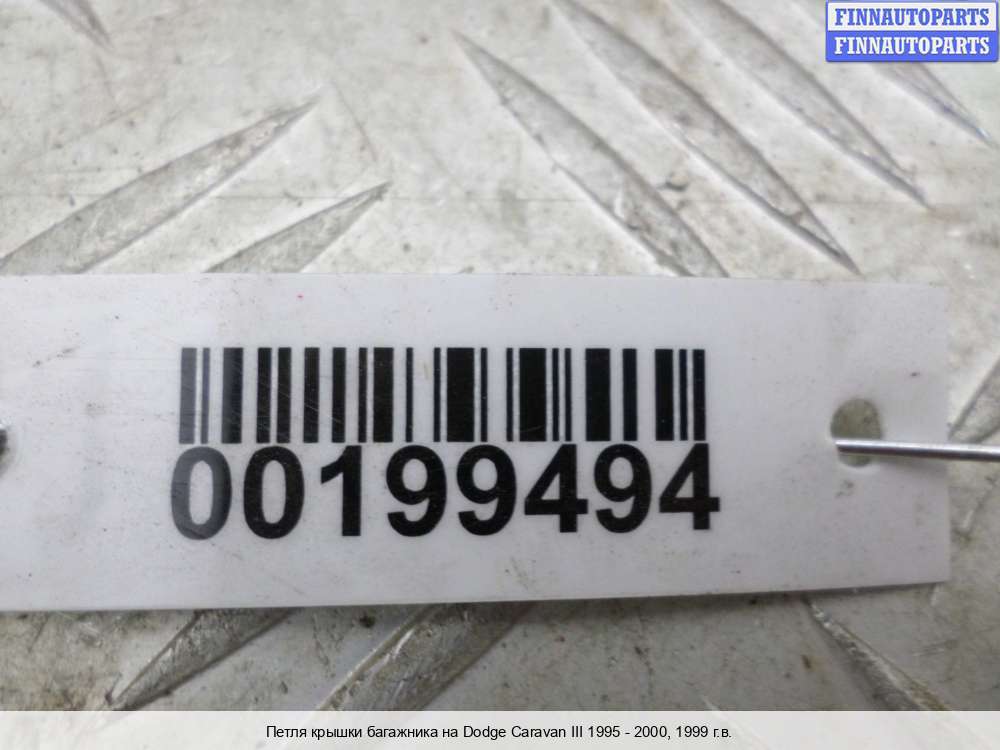 FINNAUTOPARTS
FINNAUTOPARTS
00199494
Петля крышки багажника на Dodge Caravan III 1995 - 2000, 1999 г.в.